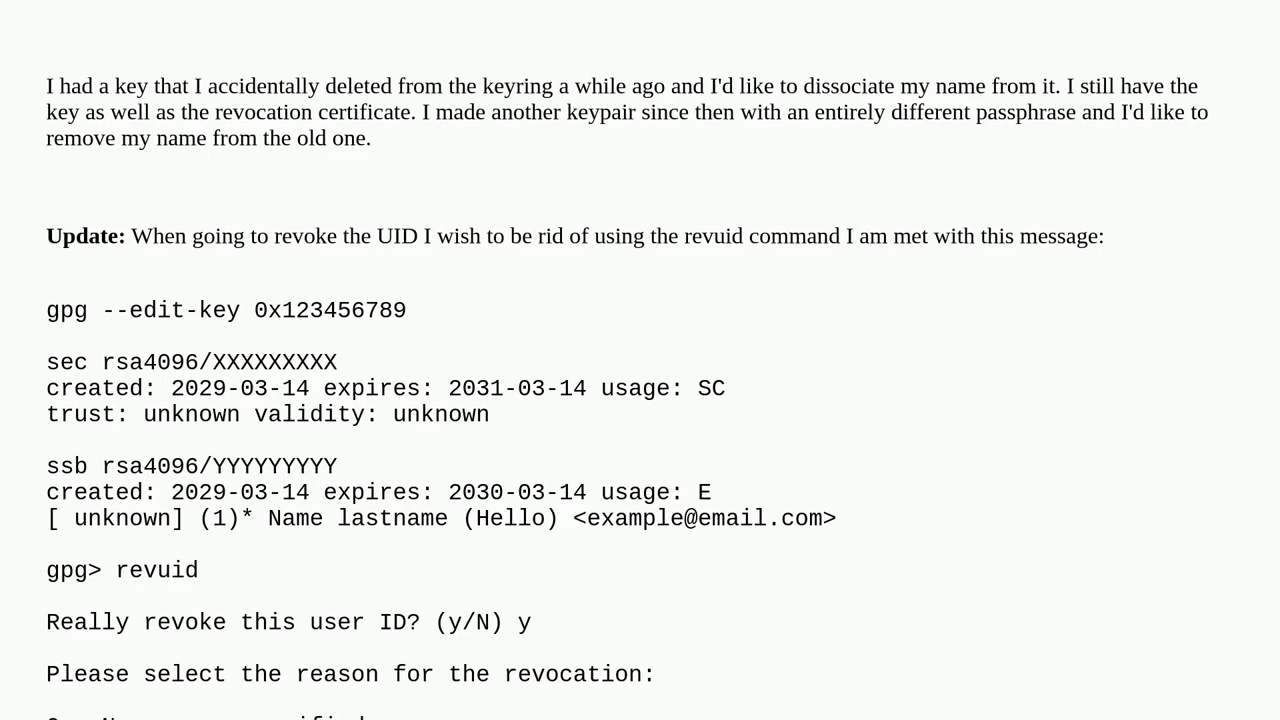 I had a key that I accidentally deleted from the keyring a while ago and I'd like to dissociate my name from it. I still have the
key as well as the revocation certificate. I made another keypair since then with an entirely different passphrase and I'd like to
remove my name from the old one.
Update: When going to revoke the UID I wish to be rid of using the revuid command I am met with this message:
gpg --edit-key 0x123456789
sec rsa4096/XXXXXXXXX
created: 2029-03-14 expires: 2031-03-14 usage: SC
trust: unknown validity: unknown
ssb rsa4096/YYYYYYYYY
created: 2029-03-14 expires: 2030-03-14 usage: E
[ unknown] (1)* Name lastname (Hello) <example@email.com>
gpg> revuid
Really revoke this user ID? (y/N) y
Please select the reason for the revocation: